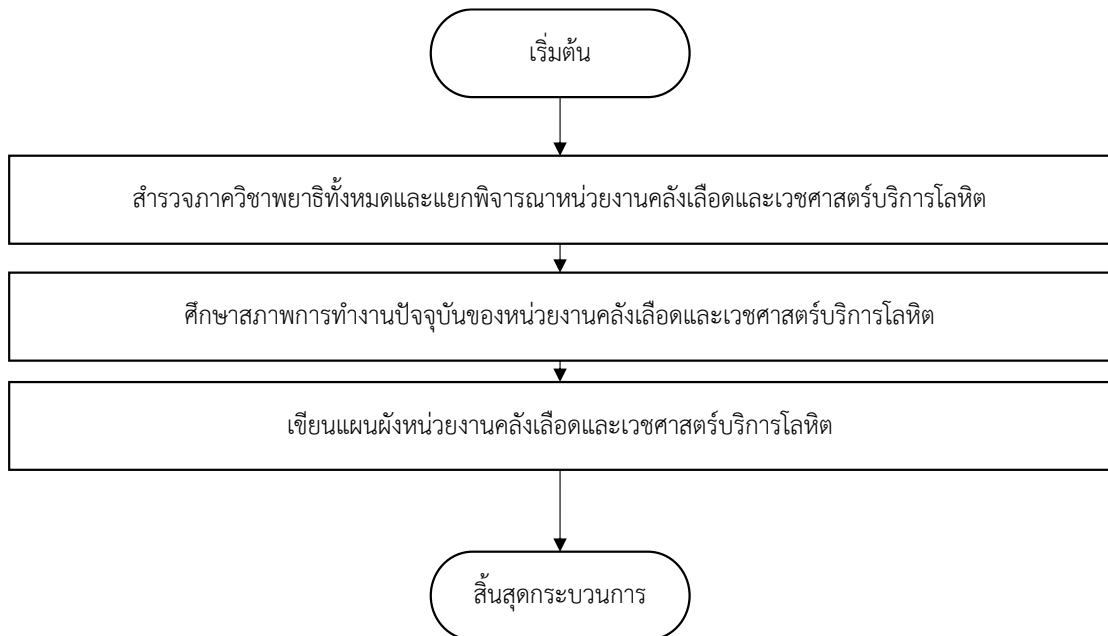 เริ่มต้น
สำรวจภาควิชาพยาธิทั้งหมดและแยกพิจารณาหน่วยงานคลังเลือดและเวชศาสตร์บริการโลหิต
ศึกษาสภาพการทำงานปัจจุบันของหน่วยงานคลังเลือดและเวชศาสตร์บริการโลหิต
เขียนแผนผังหน่วยงานคลังเลือดและเวชศาสตร์บริการโลหิต
สิ้นสุดกระบวนการ